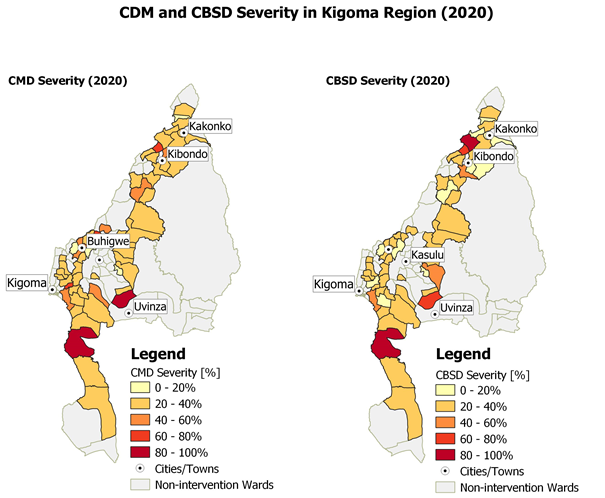 CDM and CBSD Severity in Kigoma Region (2020)
CMD Severity (2020)
Kakonko
Kibondo
Buhigwe
Kigoma
Uvinza
Legend
CMD Severity [%]
0 - 20%
20 - 40%
40 - 60%
60 - 80%
80 - 100%
Cities/Towns
Non-intervention Wards
CBSD Severity (2020)
Kakonko
Kibondo
Kasulu
Kigoma
Uvinza
Legend
CBSD Severity [%]
0 - 20%
20 - 40%
40 - 60%
60 - 80%
80 - 100%
Cities/Towns
Non-intervention Wards